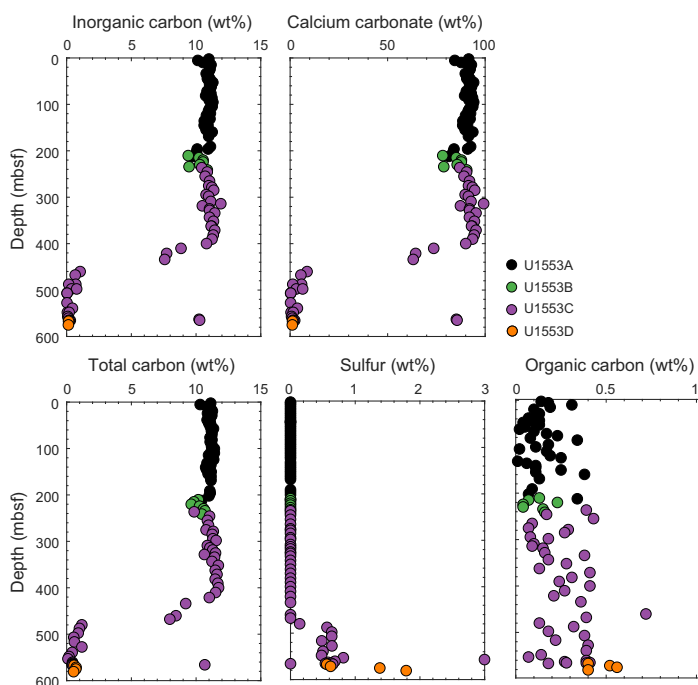 Inorganic carbon (wt%)
0 5 10 15
Depth (mbsf)
0
100
200
300
400
500
600
Calcium carbonate (wt%)
0 50 100
U1553A
U1553B
U1553C
U1553D
Total carbon (wt%)
0 5 10 15
Depth (mbsf)
0
100
200
300
400
500
600
Sulfur (wt%)
0 1 2 3
Organic carbon (wt%)
0 0.5 1